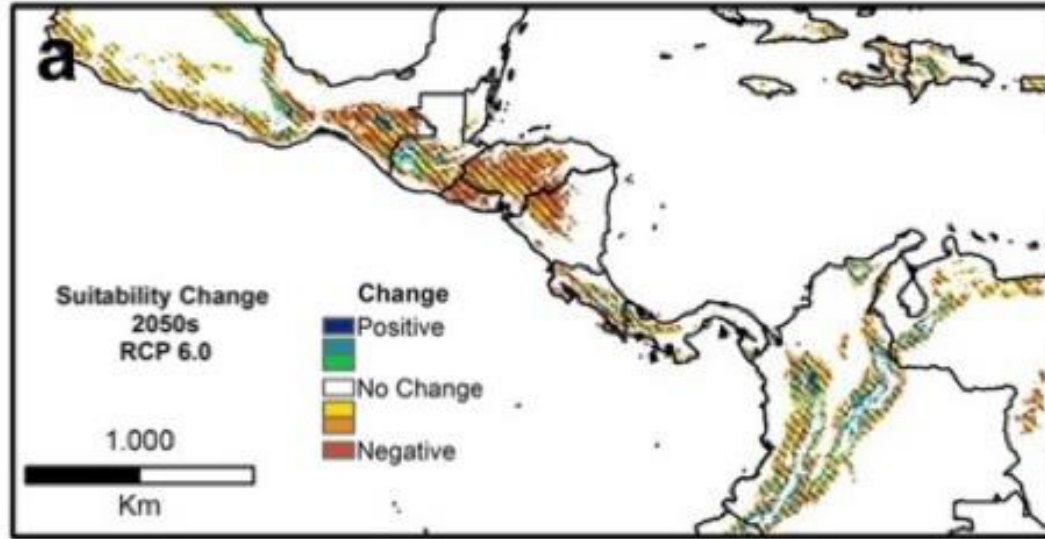 a
Suitability Change
2050s
RCP 6.0
Change
Positive
No Change
Negative
1.000
Km